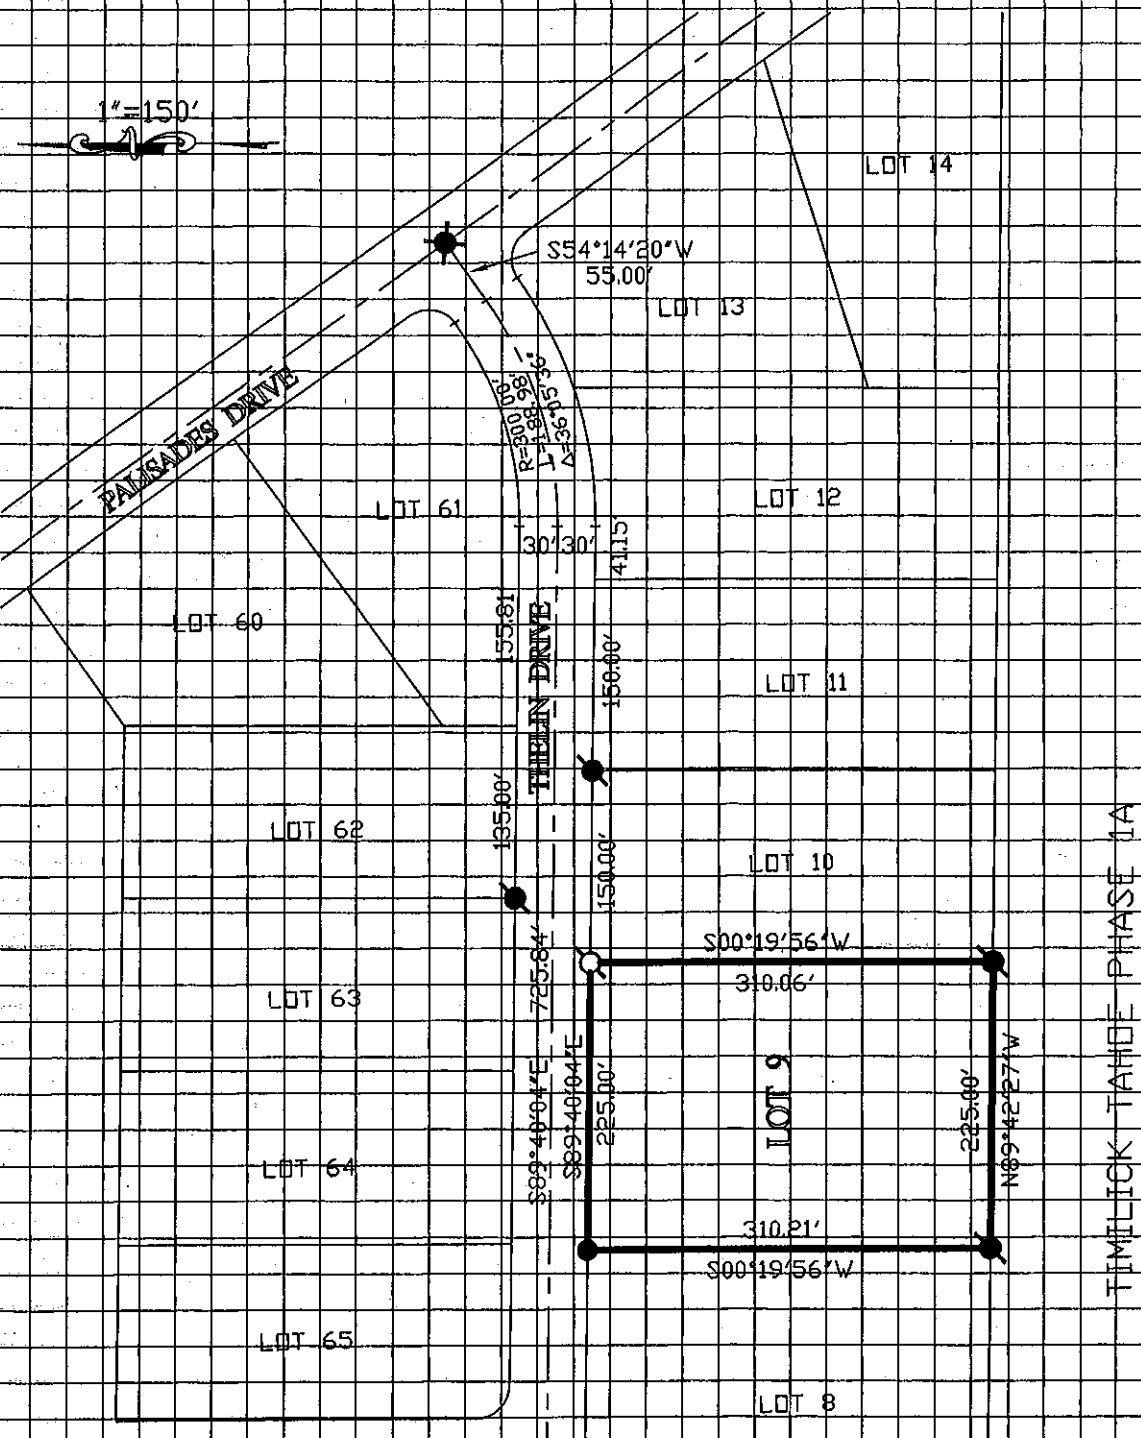 1"=150'
LOT 14
S54°14'20"W
55.00'
LOT 13
PALISADES DRIVE
R=300.00'
L=188.98'
Δ=36°05'36"
LOT 61
LOT 12
30' 30'
41.15'
LOT 60
155.81
THELIN DRIVE
150.00'
LOT 11
135.00'
LOT 62
150.00'
LOT 10
S00°19'56"W
310.06'
LOT 63
S89°40'04"E 725.84'
S89°40'04"E
225.00'
LOT 9
225.00'
N89°42'27"W
TIMILICK TAHOE PHASE 1A
LOT 64
310.21'
S00°19'56"W
LOT 65
LOT 8